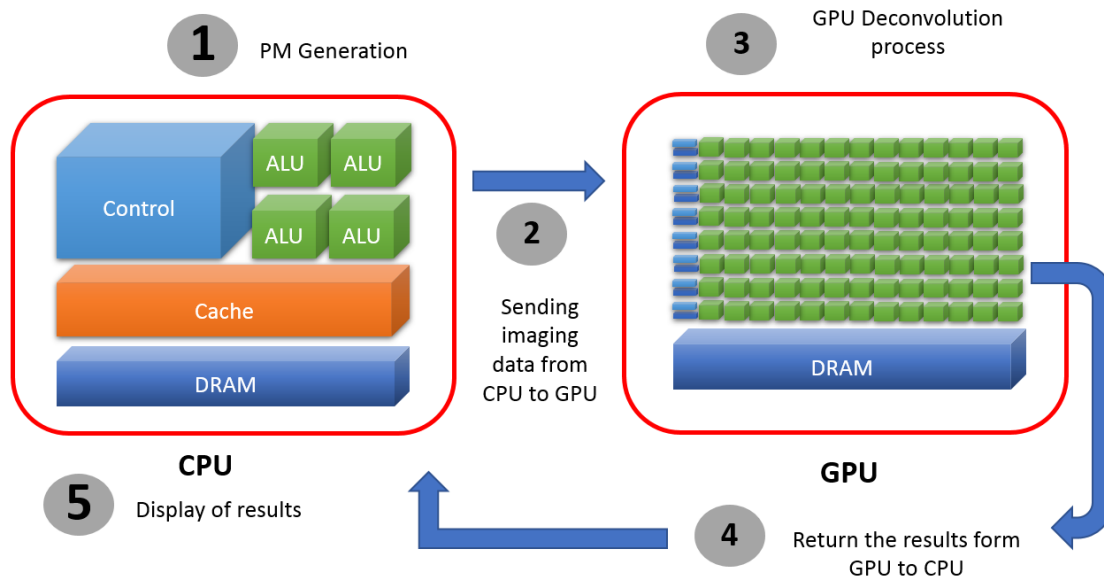 1
PM Generation
3
GPU Deconvolution
process
Control
ALU
ALU
ALU
ALU
Cache
DRAM
CPU
2
Sending
imaging
data from
CPU to GPU
DRAM
GPU
4
Return the results form
GPU to CPU
5
Display of results